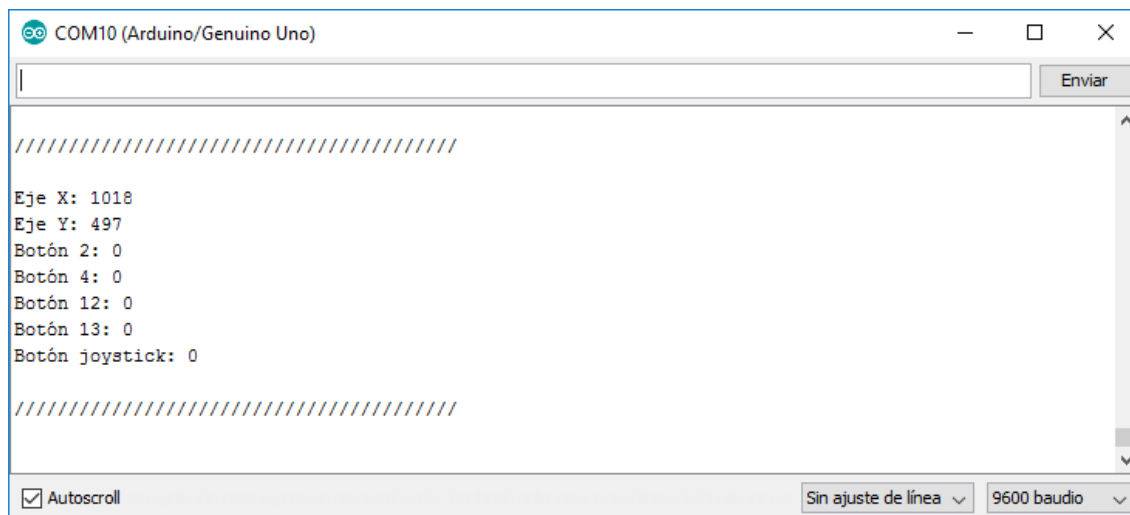 COM10 (Arduino/Genuino Uno)
Enviar
/////////////////////////////////////////
Eje X: 1018
Eje Y: 497
Botón 2: 0
Botón 4: 0
Botón 12: 0
Botón 13: 0
Botón joystick: 0
/////////////////////////////////////////
Autoscroll
Sin ajuste de línea
9600 baudio